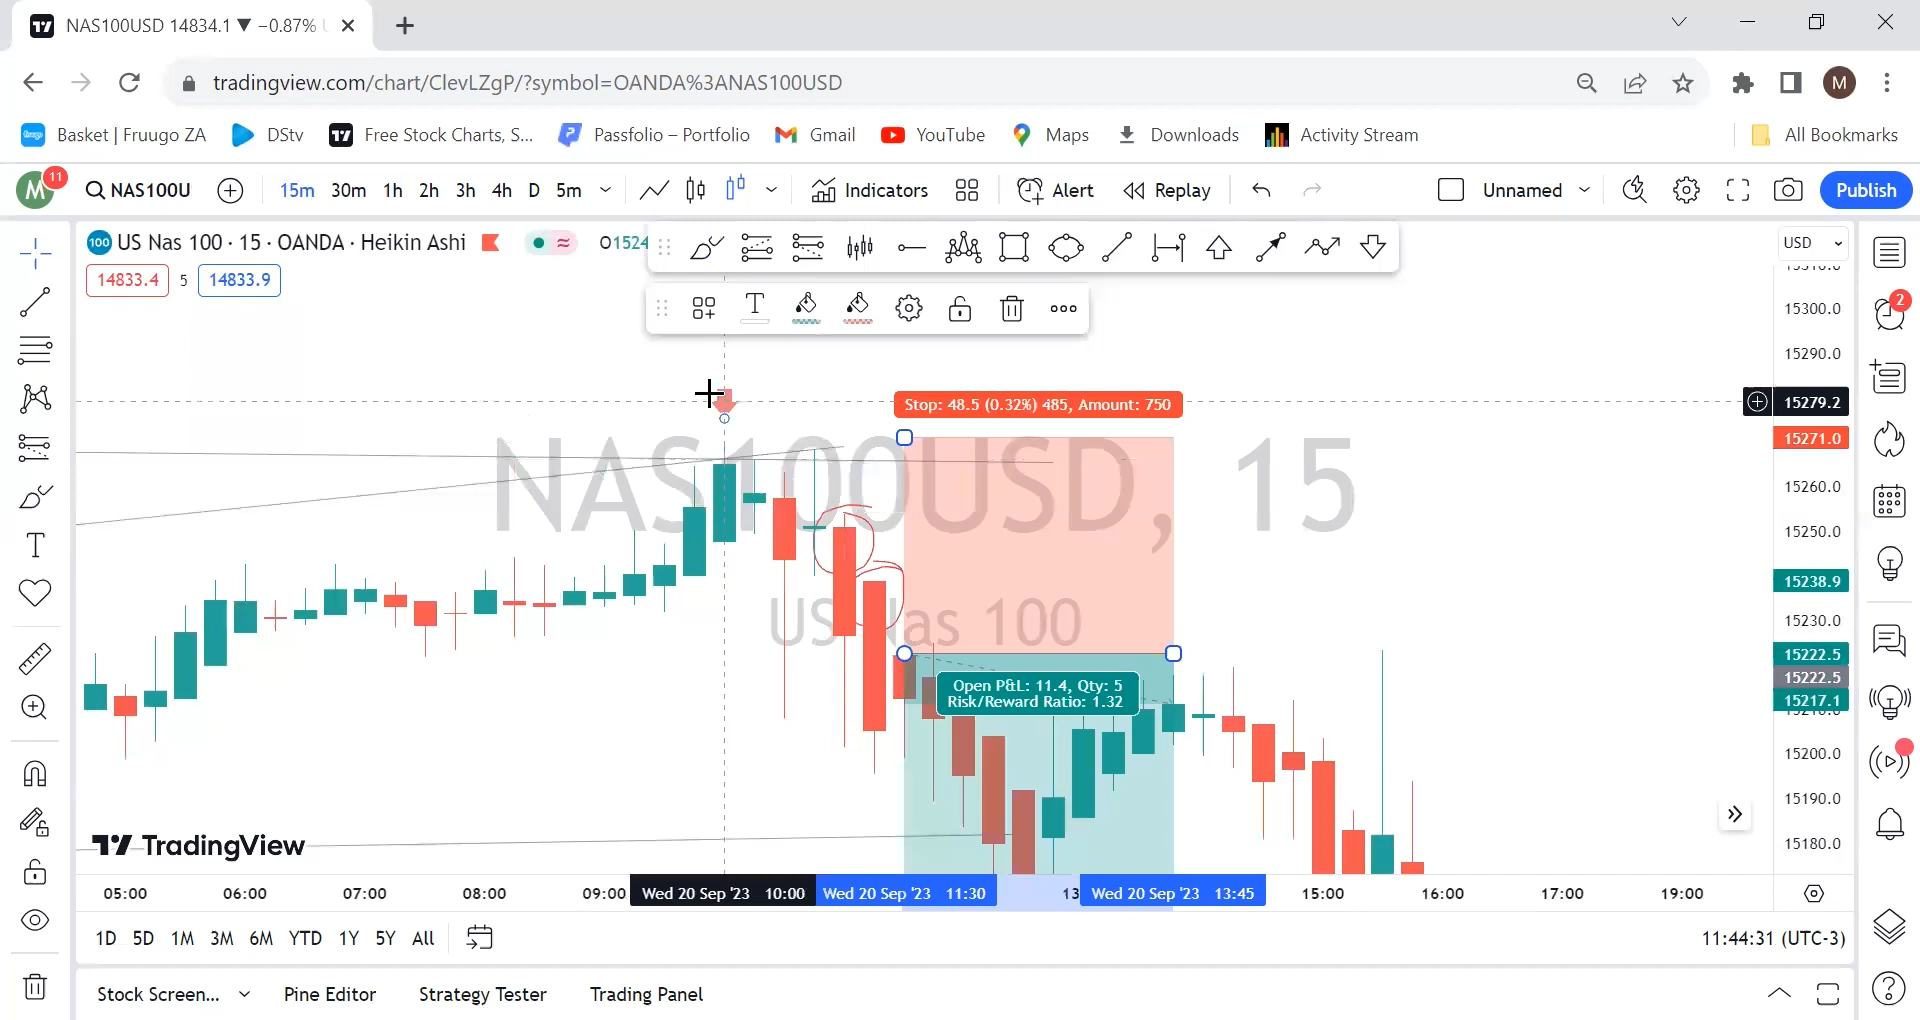 NAS100USD 14834.1 ▼ −0.87%
tradingview.com/chart/ClevLZgP/?symbol=OANDA%3ANAS100USD
M
Basket | Fruugo ZA
DStv
Free Stock Charts, S...
Passfolio – Portfolio
Gmail
YouTube
Maps
Downloads
Activity Stream
All Bookmarks
M
11
NAS100U
15m 30m 1h 2h 3h 4h D 5m
Indicators
Alert
Replay
Unnamed
Publish
100 US Nas 100 · 15 · OANDA · Heikin Ashi
O1524
USD
14833.4 5 14833.9
T
2
15300.0
15290.0
Stop: 48.5 (0.32%) 485, Amount: 750
15279.2
15271.0
NAS100USD, 15
15260.0
15250.0
15238.9
US Nas 100
15230.0
15222.5
15222.5
15217.1
Open P&L: 11.4, Qty: 5
Risk/Reward Ratio: 1.32
15200.0
15190.0
15180.0
TradingView
05:00 06:00 07:00 08:00 09:00 Wed 20 Sep '23 10:00 Wed 20 Sep '23 11:30 13 Wed 20 Sep '23 13:45 15:00 16:00 17:00 19:00
1D 5D 1M 3M 6M YTD 1Y 5Y All
11:44:31 (UTC-3)
Stock Screen... Pine Editor Strategy Tester Trading Panel